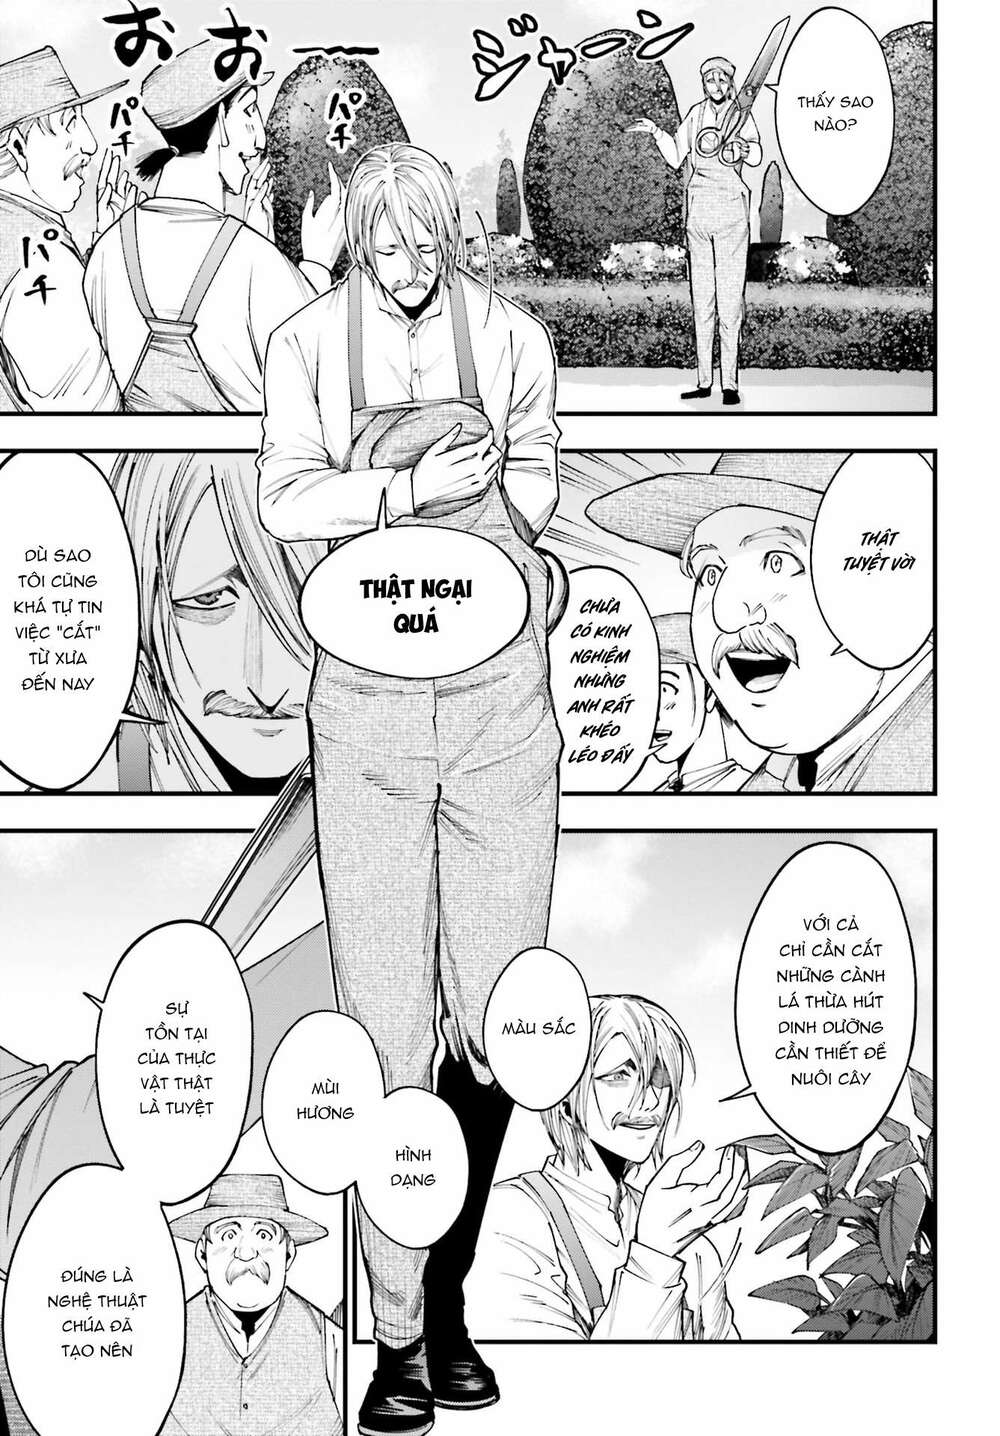 THẤY SAO
NÀO?
ジャーン
おおー
パチ
パチ
パチ
THẬT
TUYỆT VỜI
CHƯA
CÓ KINH
NGHIỆM
NHƯNG
ANH RẤT
KHÉO
LÉO ĐẤY
THẬT NGẠI
QUÁ
DÙ SAO
TÔI CŨNG
KHÁ TỰ TIN
VIỆC "CẮT"
TỪ XƯA
ĐẾN NAY
VỚI CẢ
CHỈ CẦN CẮT
NHỮNG CÀNH
LÁ THỪA HÚT
DINH DƯỠNG
CẦN THIẾT ĐỂ
NUÔI CÂY
MÀU SẮC
MÙI
HƯƠNG
HÌNH
DẠNG
SỰ
TỒN TẠI
CỦA THỰC
VẬT THẬT
LÀ TUYỆT
ĐÚNG LÀ
NGHỆ THUẬT
CHÚA ĐÃ
TẠO NÊN